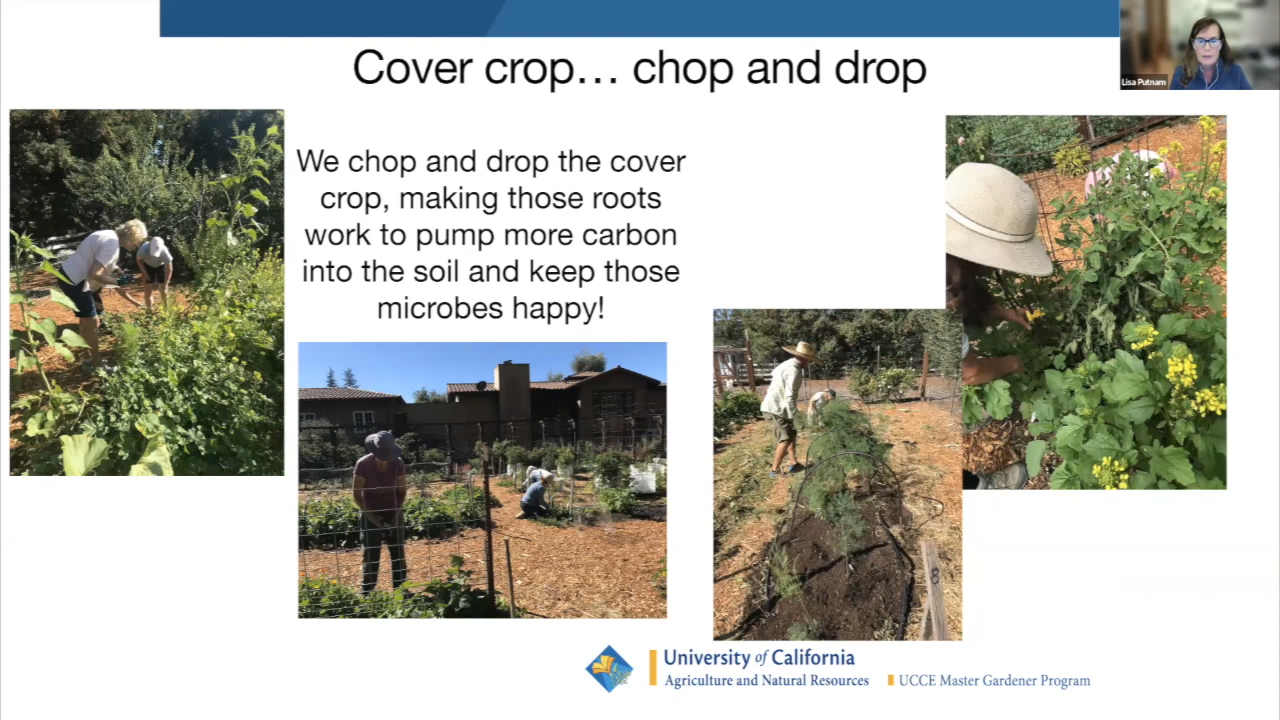 Cover crop... chop and drop
Lisa Putnam
We chop and drop the cover
crop, making those roots
work to pump more carbon
into the soil and keep those
microbes happy!
8
University of California
Agriculture and Natural Resources
UCCE Master Gardener Program